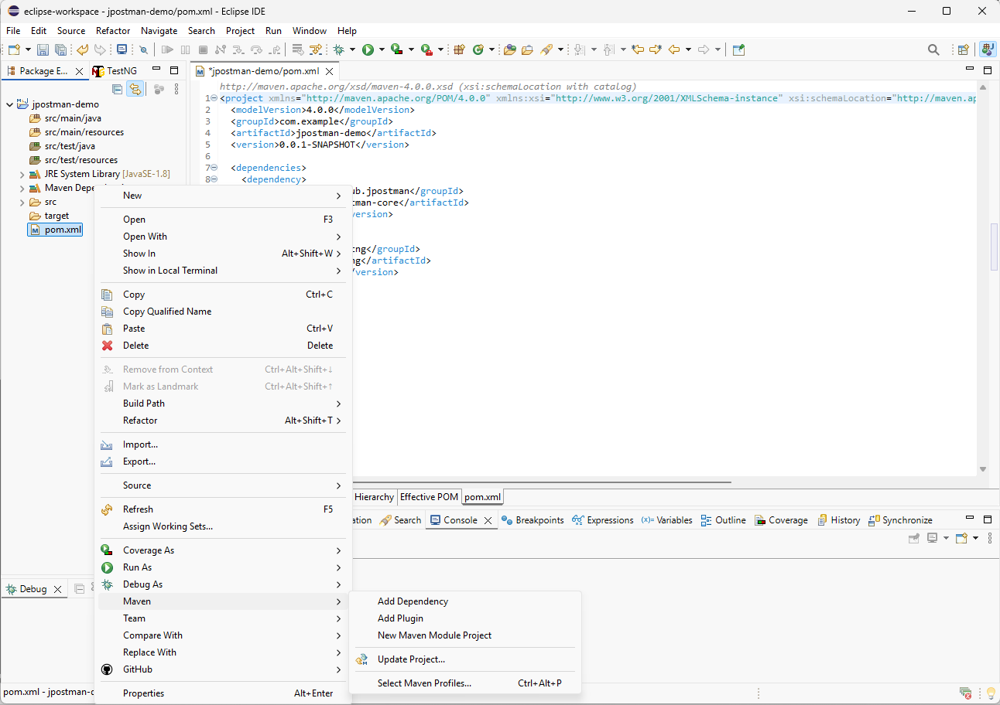 eclipse-workspace - jpostman-demo/pom.xml - Eclipse IDE
File Edit Source Refactor Navigate Search Project Run Window Help
Package E... TestNG
*jpostman-demo/pom.xml
jpostman-demo
src/main/java
src/main/resources
src/test/java
src/test/resources
JRE System Library [JavaSE-1.8]
Maven Depe
src
target
pom.xml
http://maven.apache.org/xsd/maven-4.0.0.xsd (xsi:schemaLocation with catalog)
1 <project xmlns="http://maven.apache.org/POM/4.0.0" xmlns:xsi="http://www.w3.org/2001/XMLSchema-instance" xsi:schemaLocation="http://maven.ap
2 <modelVersion>4.0.0</modelVersion>
3 <groupId>com.example</groupId>
4 <artifactId>jpostman-demo</artifactId>
5 <version>0.0.1-SNAPSHOT</version>
6
7 <dependencies>
8 <dependency>
ub.jpostman</groupId>
tman-core</artifactId>
version>
ng</groupId>
ng</artifactId>
/version>
New
Open F3
Open With
Show In Alt+Shift+W
Show in Local Terminal
Copy Ctrl+C
Copy Qualified Name
Paste Ctrl+V
Delete Delete
Remove from Context Ctrl+Alt+Shift+↓
Mark as Landmark Ctrl+Alt+Shift+↑
Build Path
Refactor Alt+Shift+T
Import...
Export...
Source
Refresh F5
Assign Working Sets...
Coverage As
Run As
Debug As
Maven
Team
Compare With
Replace With
GitHub
Properties Alt+Enter
Add Dependency
Add Plugin
New Maven Module Project
Update Project...
Select Maven Profiles... Ctrl+Alt+P
Hierarchy Effective POM pom.xml
ation Search Console Breakpoints Expressions (x)= Variables Outline Coverage History Synchronize
Debug
pom.xml - jpostman-d